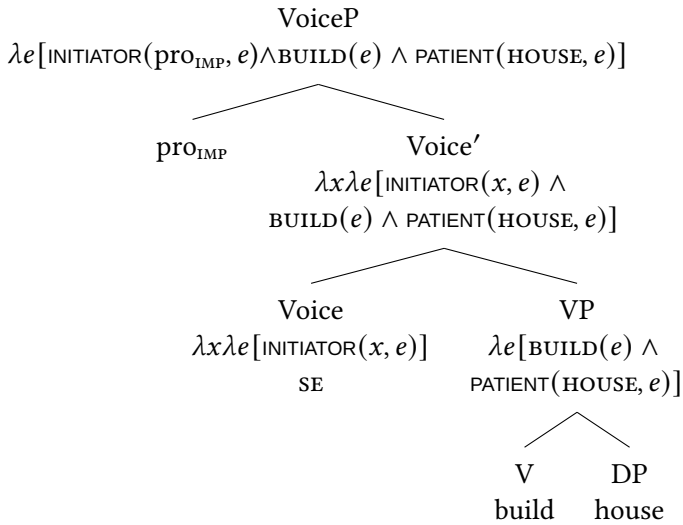 VoiceP
λe[INITIATOR(pro_IMP, e)∧BUILD(e) ∧ PATIENT(HOUSE, e)]
pro_IMP
Voice′
λxλe[INITIATOR(x, e) ∧
BUILD(e) ∧ PATIENT(HOUSE, e)]
Voice
λxλe[INITIATOR(x, e)]
SE
VP
λe[BUILD(e) ∧
PATIENT(HOUSE, e)]
V
build
DP
house